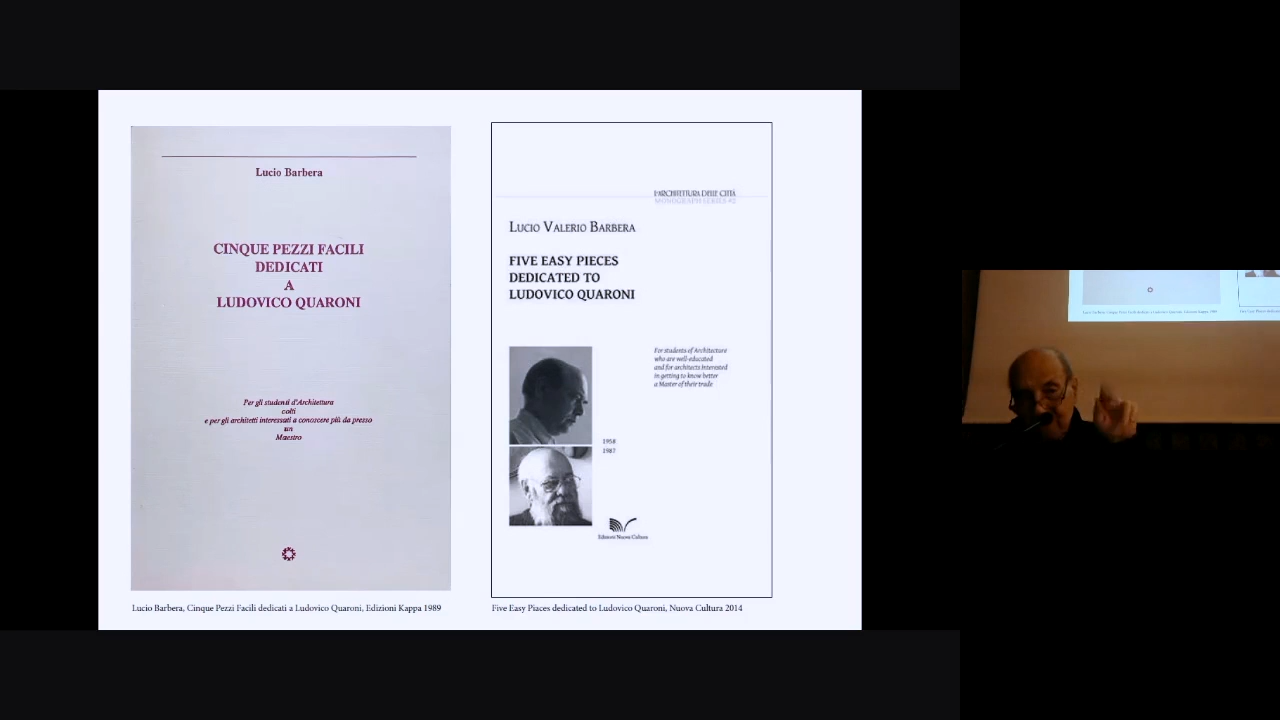 Lucio Barbera
CINQUE PEZZI FACILI
DEDICATI
A
LUDOVICO QUARONI
Per gli studenti d'Architettura
colti
e per gli architetti interessati a conoscere più da presso
un
Maestro
Lucio Barbera, Cinque Pezzi Facili dedicati a Ludovico Quaroni, Edizioni Kappa 1989
L'ARCHITETTURA DELLE CITTÀ
MONOGRAPH SERIES #2
LUCIO VALERIO BARBERA
FIVE EASY PIECES
DEDICATED TO
LUDOVICO QUARONI
For students of Architecture
who are well-educated
and for architects interested
in getting to know better
a Master of their trade
1958
1987
Edizioni Nuova Cultura
Five Easy Piaces dedicated to Ludovico Quaroni, Nuova Cultura 2014